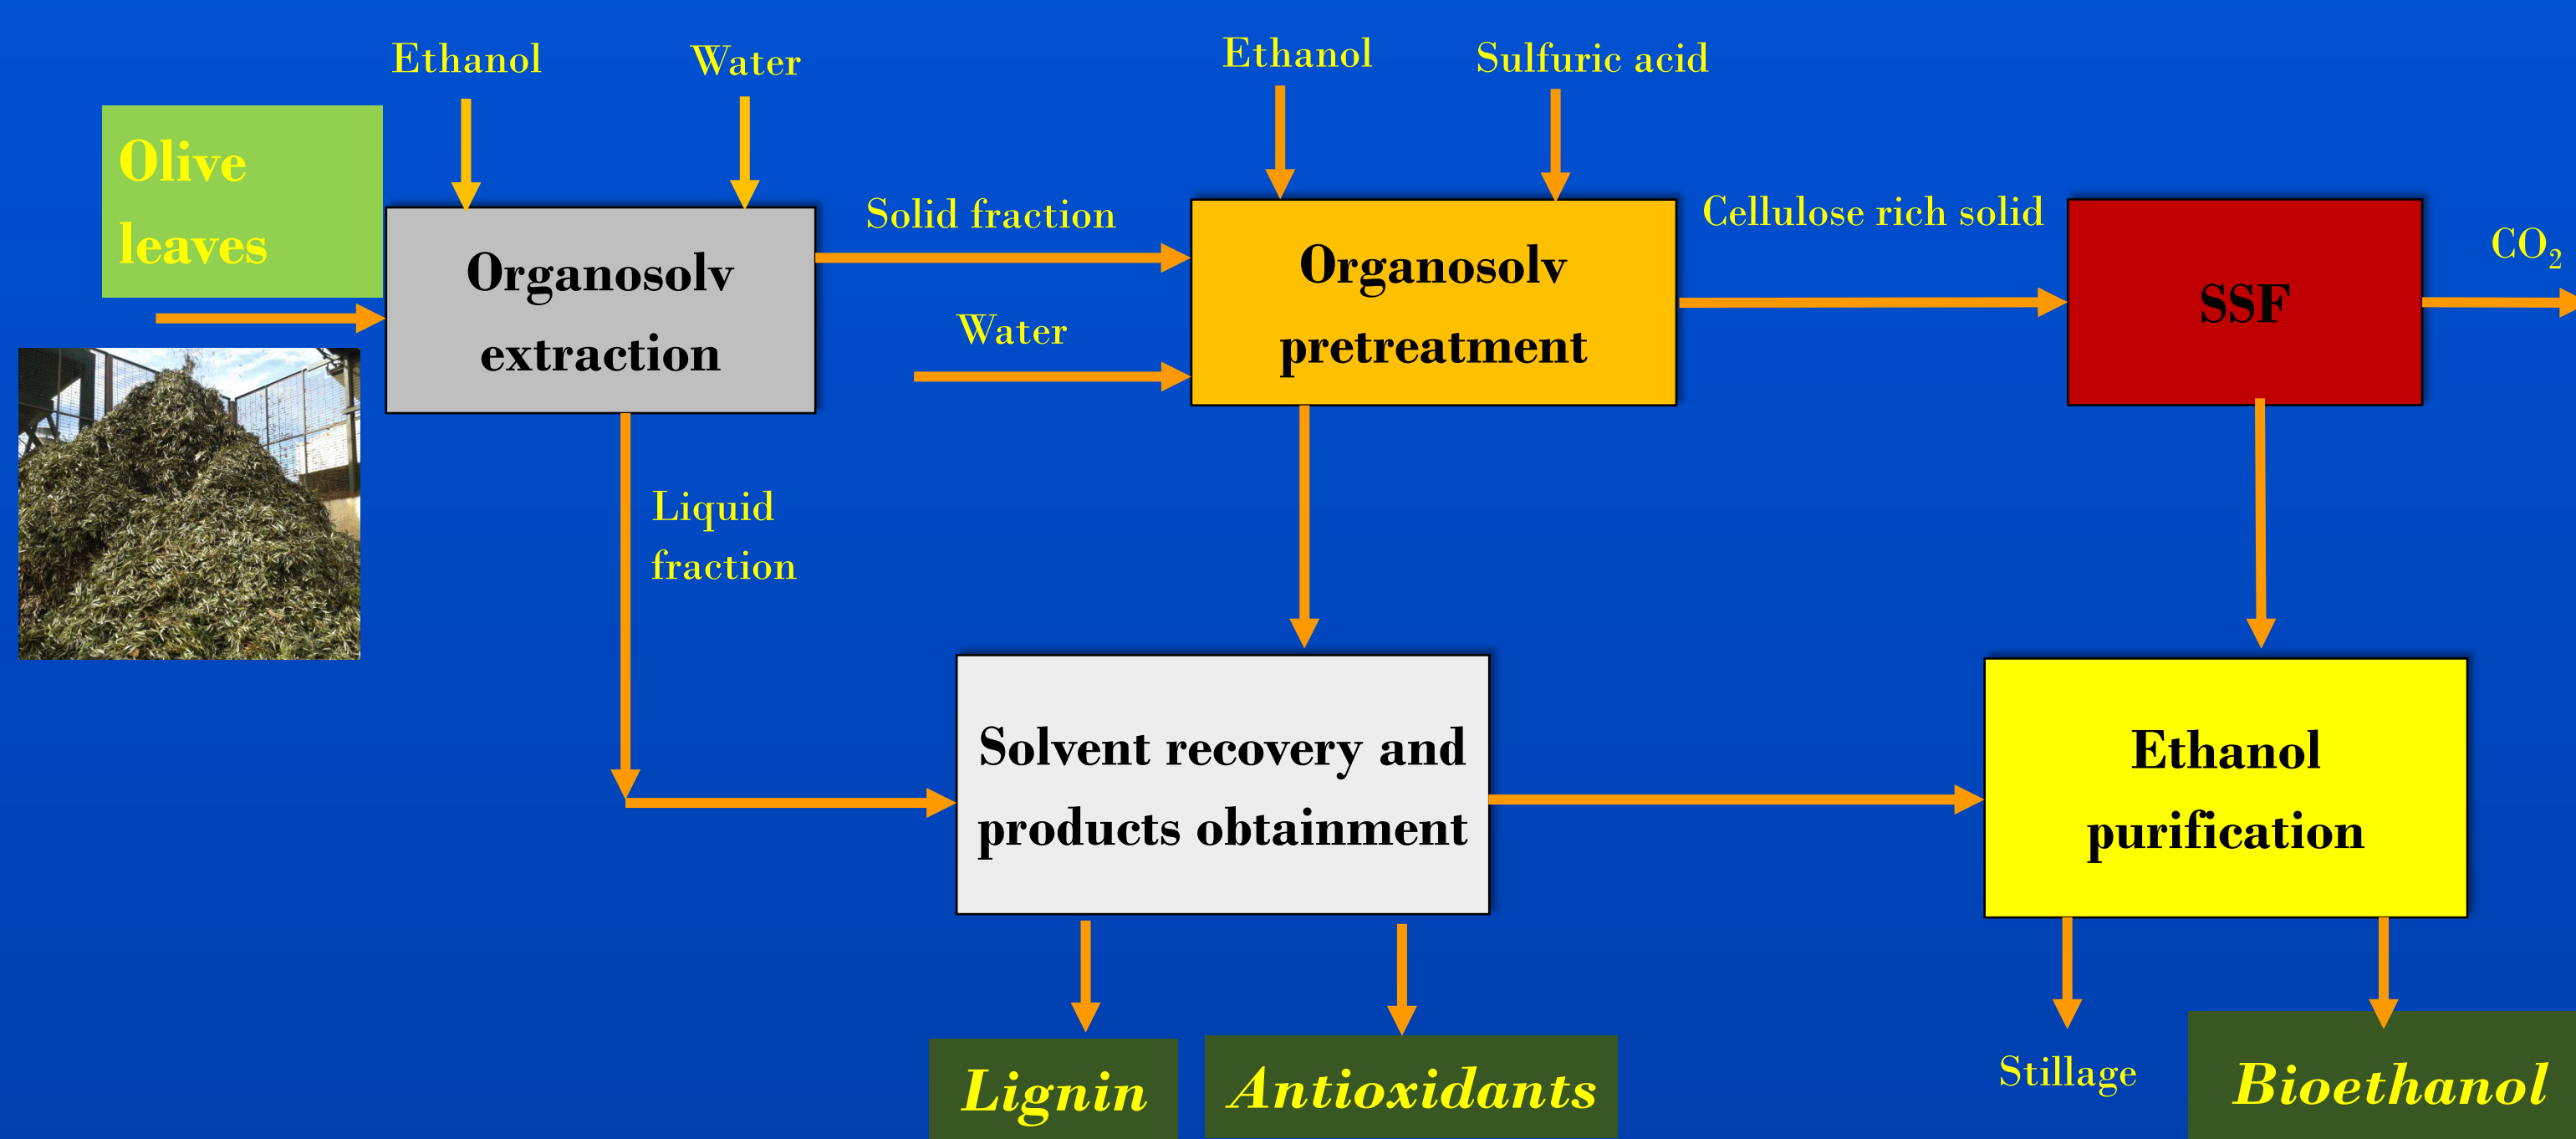 Ethanol
Water
Ethanol
Sulfuric acid
Olive
leaves
Organosolv
extraction
Solid fraction
Water
Organosolv
pretreatment
Cellulose rich solid
SSF
CO₂
Liquid
fraction
Solvent recovery and
products obtainment
Ethanol
purification
Lignin
Antioxidants
Stillage
Bioethanol